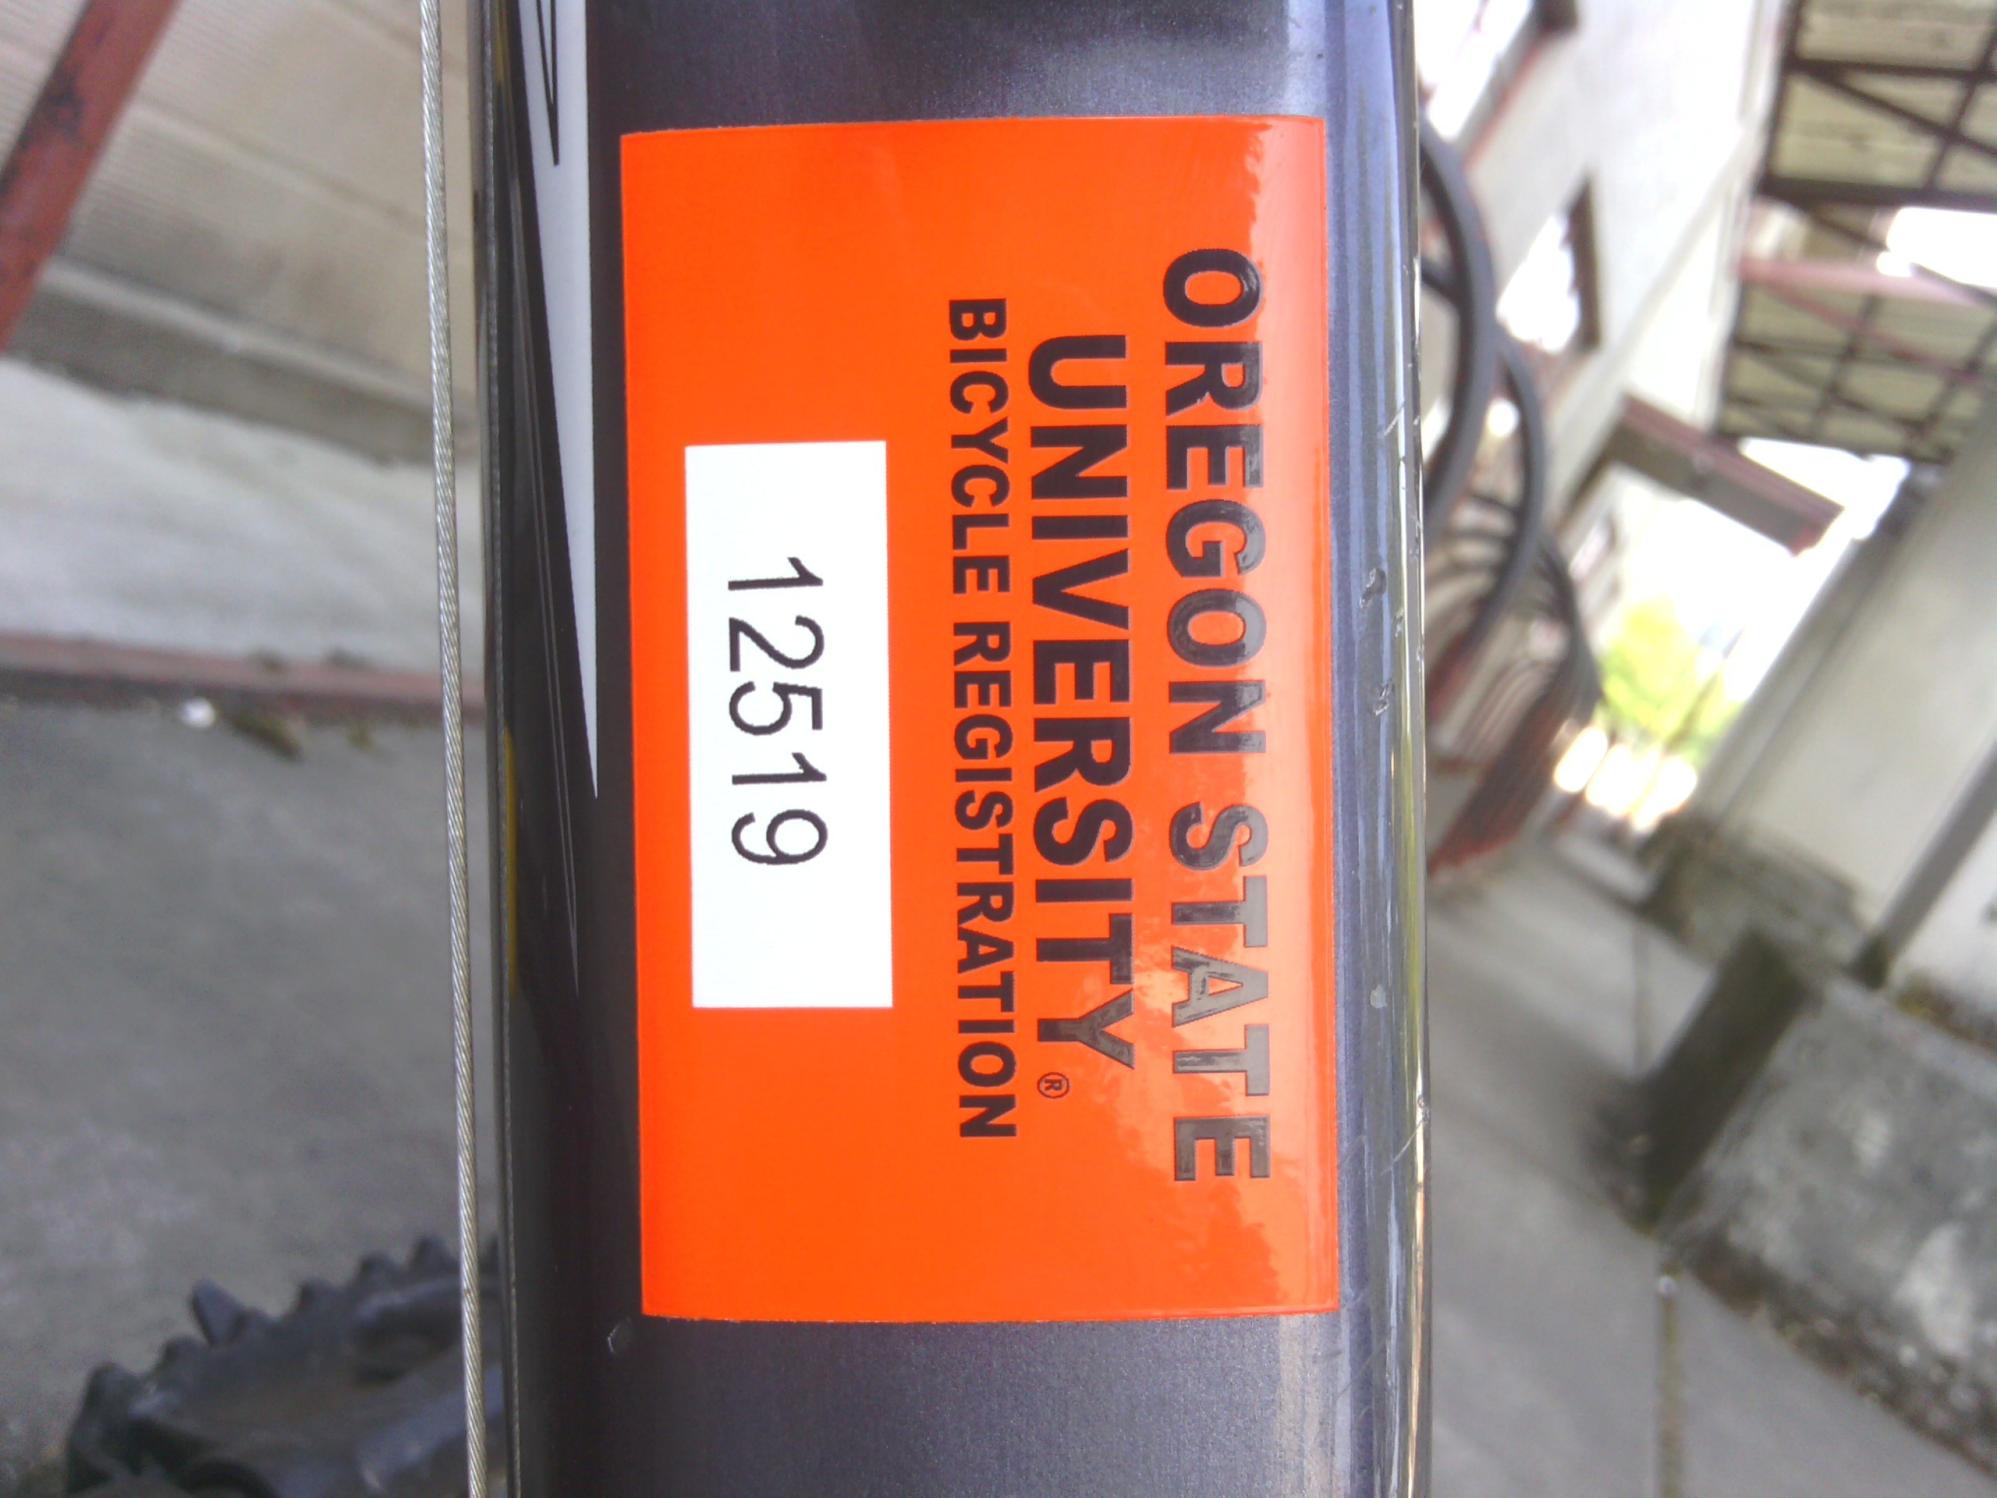 OREGON STATE
UNIVERSITY®
BICYCLE REGISTRATION
12519